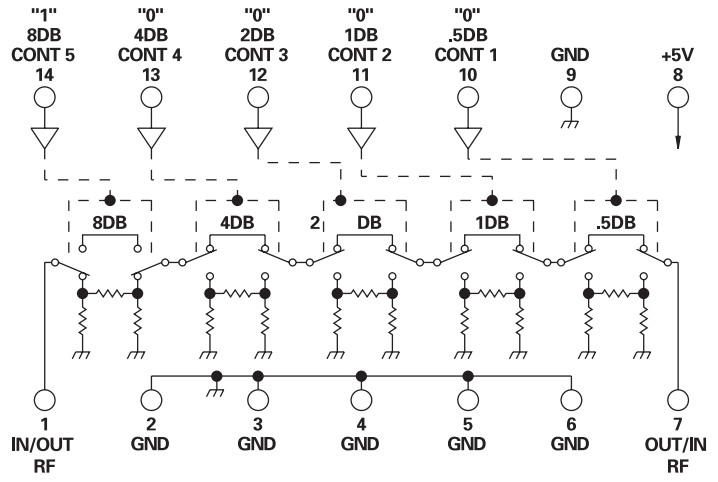 "1" "0" "0" "0" "0"
8DB 4DB 2DB 1DB .5DB
CONT 5 CONT 4 CONT 3 CONT 2 CONT 1 GND +5V
14 13 12 11 10 9 8
8DB 4DB 2 DB 1DB .5DB
1 2 3 4 5 6 7
IN/OUT GND GND GND GND GND OUT/IN
RF RF